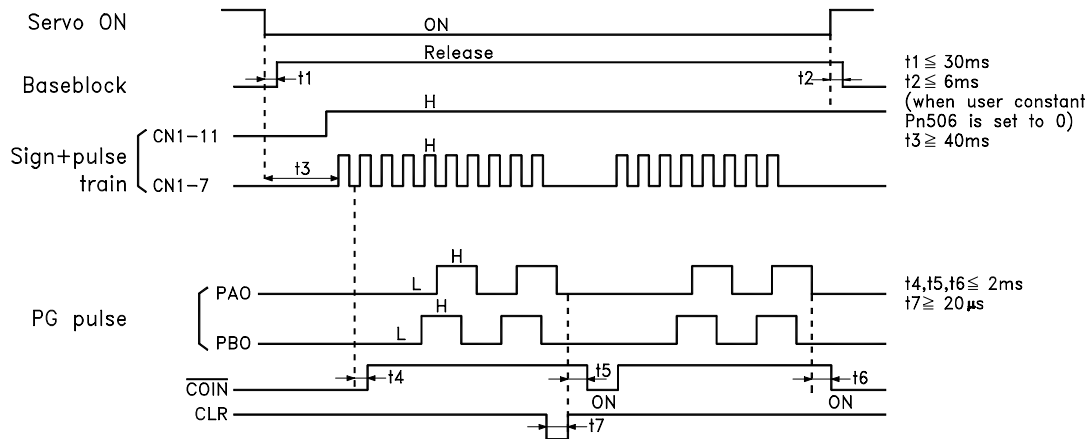 Servo ON
ON
Release
Baseblock
t1
t2
t1≦30ms
t2≦6ms
(when user constant
Pn506 is set to 0)
t3≧40ms
H
CN1-11
Sign+pulse
train
H
t3
CN1-7
H
L
PAO
t4,t5,t6≦2ms
t7≧20μs
PG pulse
H
L
PBO
t4
t5
t6
COIN
ON
ON
CLR
t7